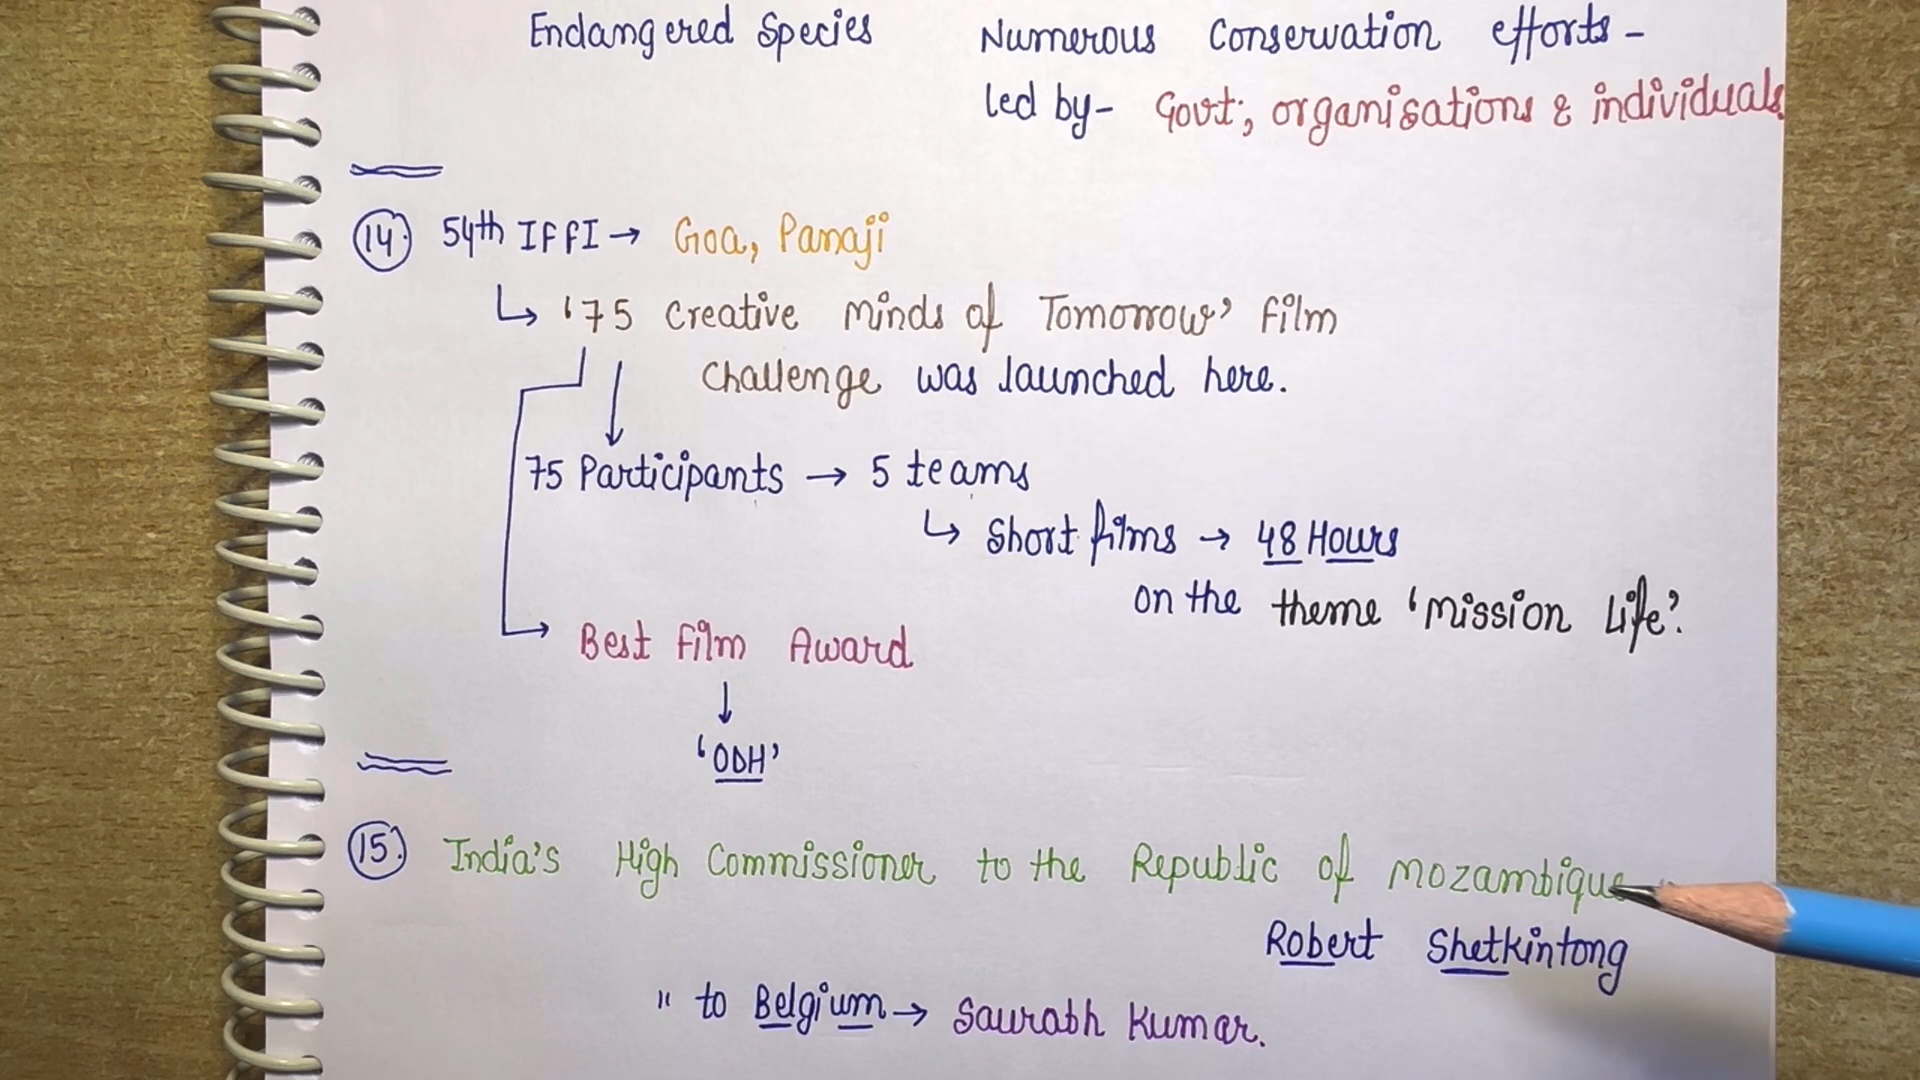 Endangered Species Numerous Conservation efforts -
led by- Govt;, organisations & individuals
14. 54th IFFI → Goa, Panaji
↳ '75 Creative Minds of Tomorrow' Film
Challenge was launched here.
75 Participants → 5 teams
↳ Short films → 48 Hours
on the theme 'Mission Life'.
Best Film Award
↓
'ODH'
15. India's High Commissioner to the Republic of Mozambique
Robert Shetkintong
" to Belgium → Saurabh Kumar.